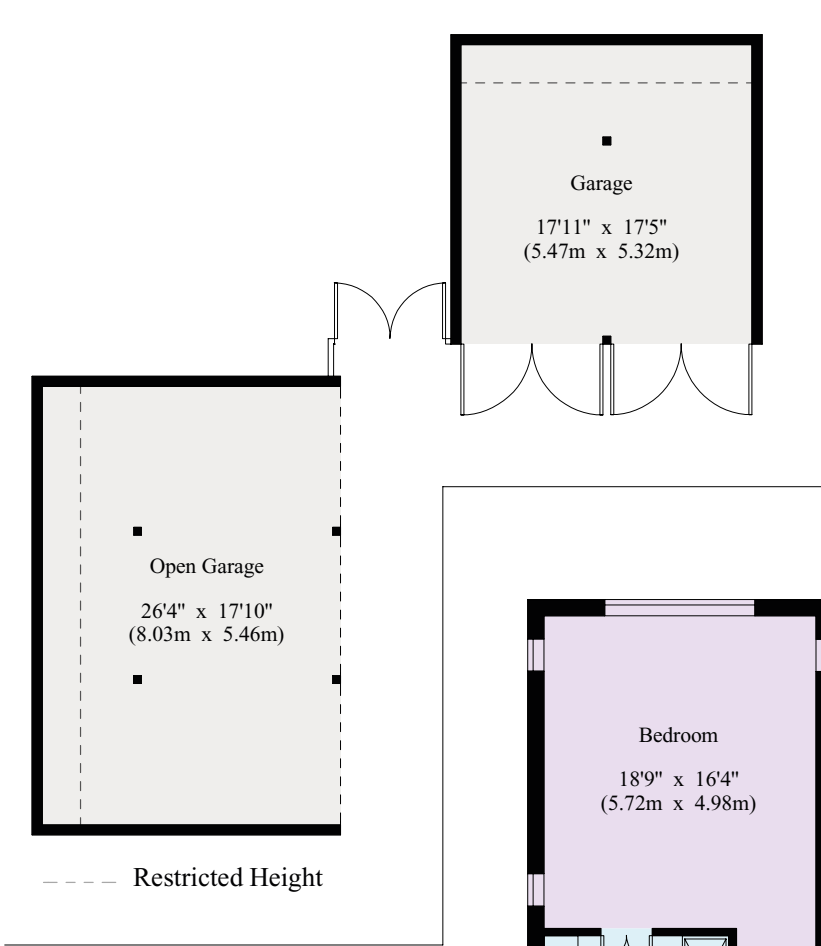 Garage
17'11" x 17'5"
(5.47m x 5.32m)
Open Garage
26'4" x 17'10"
(8.03m x 5.46m)
Bedroom
18'9" x 16'4"
(5.72m x 4.98m)
Restricted Height